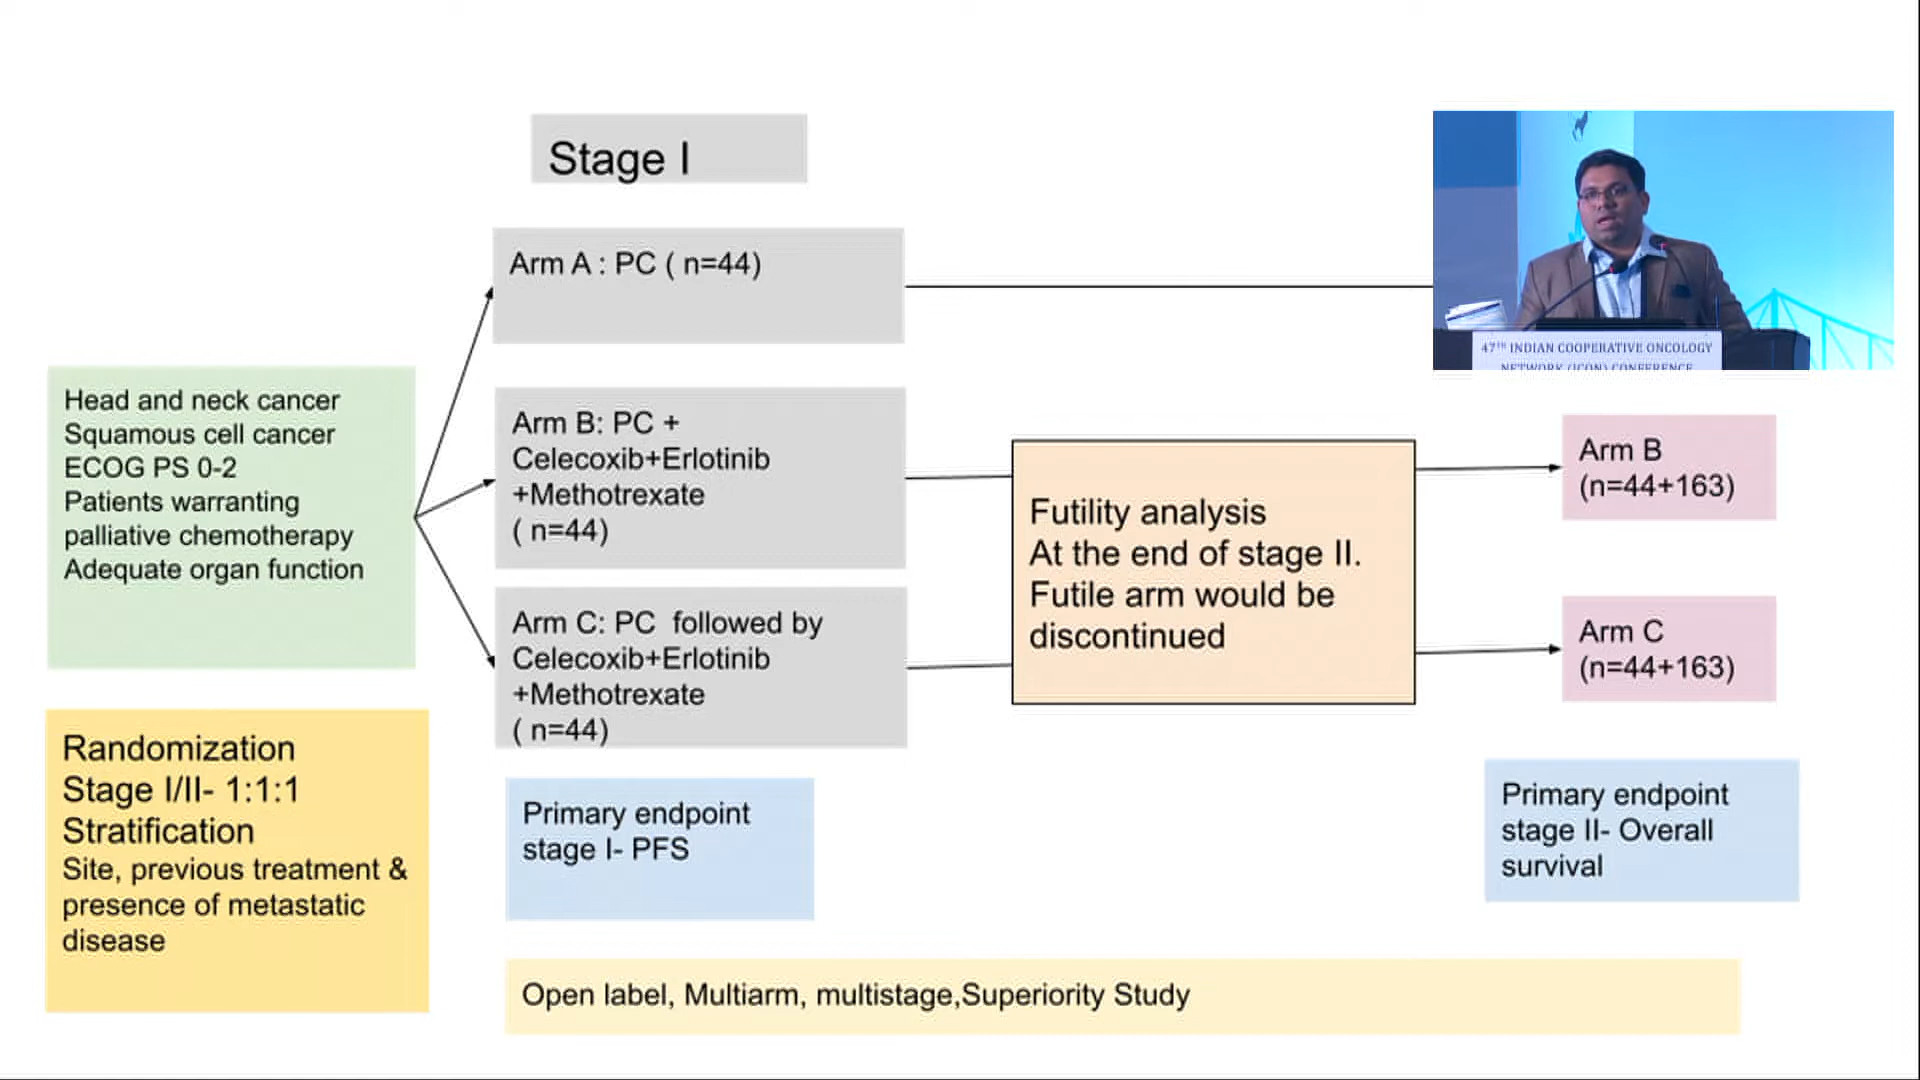 Stage I
Arm A : PC ( n=44)
Head and neck cancer
Squamous cell cancer
ECOG PS 0-2
Patients warranting
palliative chemotherapy
Adequate organ function
Arm B: PC +
Celecoxib+Erlotinib
+Methotrexate
( n=44)
Arm C: PC  followed by
Celecoxib+Erlotinib
+Methotrexate
( n=44)
Futility analysis
At the end of stage II.
Futile arm would be
discontinued
Arm B
(n=44+163)
Arm C
(n=44+163)
Randomization
Stage I/II- 1:1:1
Stratification
Site, previous treatment &
presence of metastatic
disease
Primary endpoint
stage I- PFS
Primary endpoint
stage II- Overall
survival
Open label, Multiarm, multistage,Superiority Study
47TH INDIAN COOPERATIVE ONCOLOGY
NETWORK (ICON) CONFERENCE